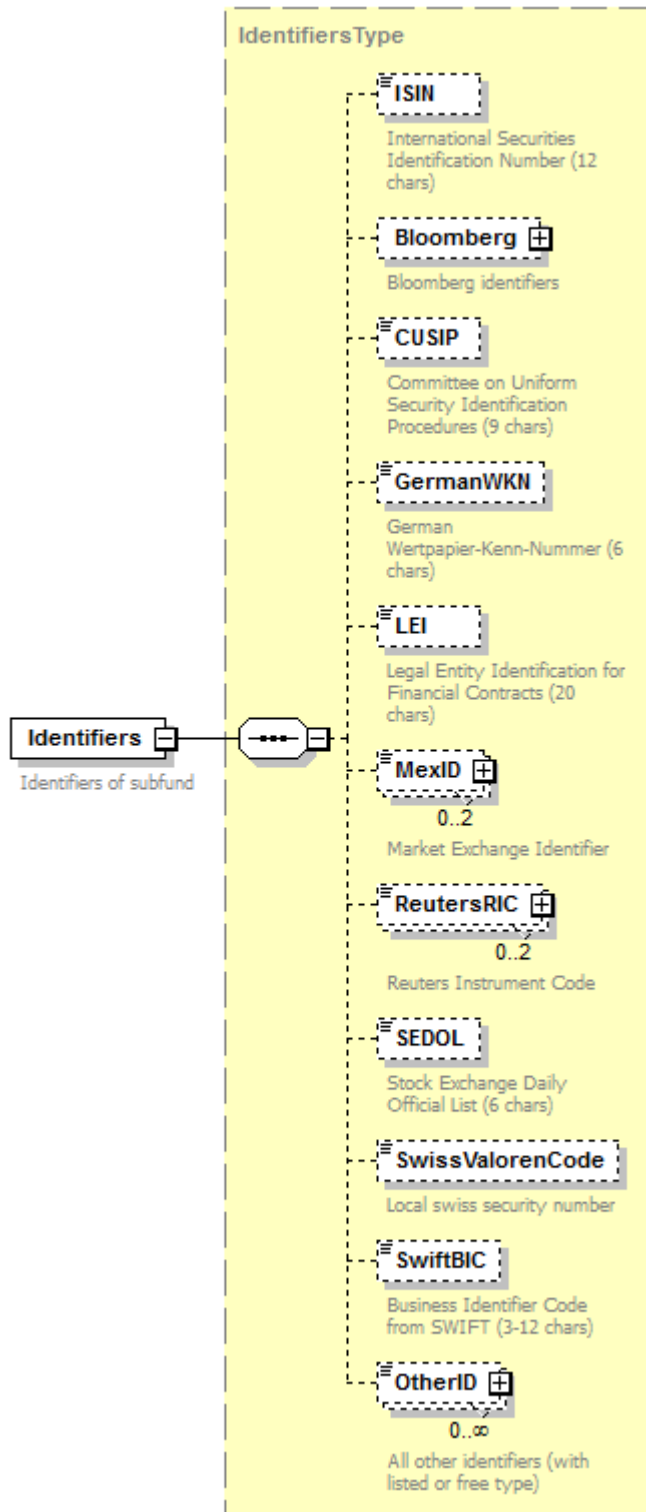 IdentifiersType
ISIN
International Securities
Identification Number (12
chars)
Bloomberg
Bloomberg identifiers
CUSIP
Committee on Uniform
Security Identification
Procedures (9 chars)
GermanWKN
German
Wertpapier-Kenn-Nummer (6
chars)
LEI
Legal Entity Identification for
Financial Contracts (20
chars)
Identifiers
Identifiers of subfund
MexID
0..2
Market Exchange Identifier
ReutersRIC
0..2
Reuters Instrument Code
SEDOL
Stock Exchange Daily
Official List (6 chars)
SwissValorenCode
Local swiss security number
SwiftBIC
Business Identifier Code
from SWIFT (3-12 chars)
OtherID
0..∞
All other identifiers (with
listed or free type)